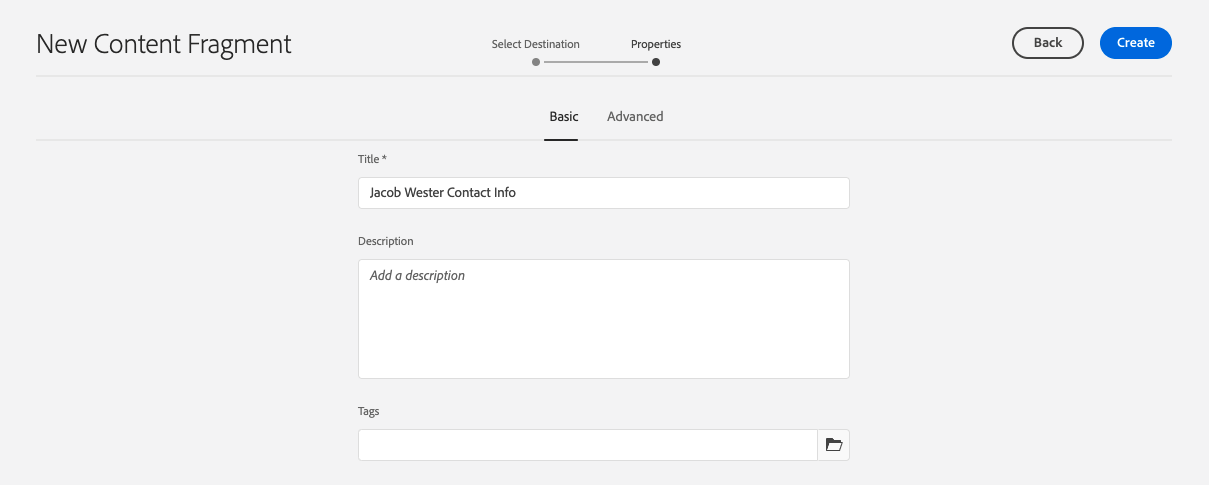 New Content Fragment
Select Destination
Properties
Back
Create
Basic
Advanced
Title *
Jacob Wester Contact Info
Description
Add a description
Tags